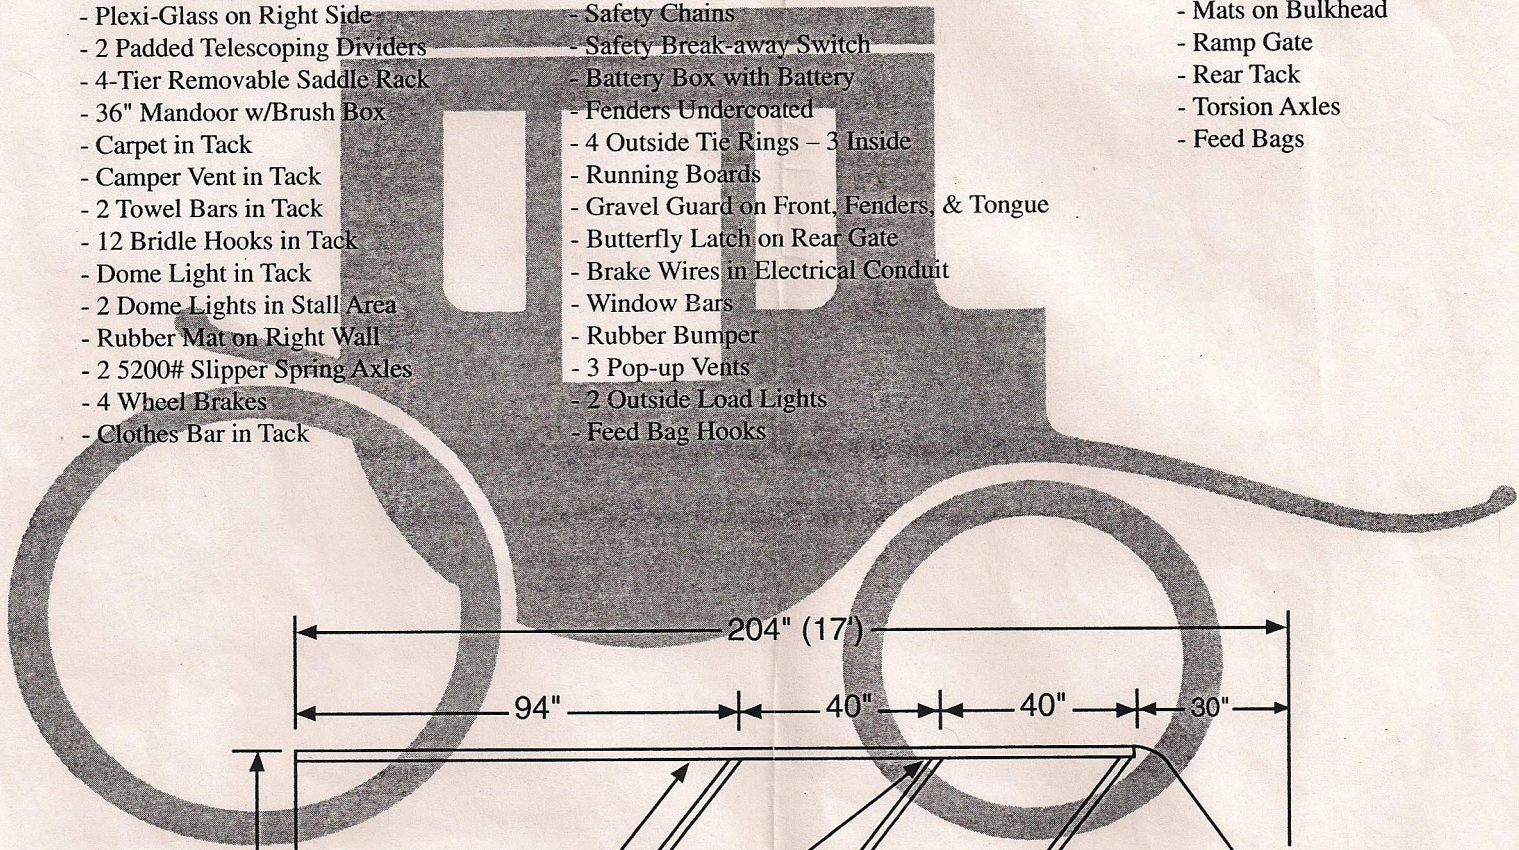 - Plexi-Glass on Right Side
- 2 Padded Telescoping Dividers
- 4-Tier Removable Saddle Rack
- 36" Mandoor w/Brush Box
- Carpet in Tack
- Camper Vent in Tack
- 2 Towel Bars in Tack
- 12 Bridle Hooks in Tack
- Dome Light in Tack
- 2 Dome Lights in Stall Area
- Rubber Mat on Right Wall
- 2 5200# Slipper Spring Axles
- 4 Wheel Brakes
- Clothes Bar in Tack
- Safety Chains
- Safety Break-away Switch
- Battery Box with Battery
- Fenders Undercoated
- 4 Outside Tie Rings – 3 Inside
- Running Boards
- Gravel Guard on Front, Fenders, & Tongue
- Butterfly Latch on Rear Gate
- Brake Wires in Electrical Conduit
- Window Bars
- Rubber Bumper
- 3 Pop-up Vents
- 2 Outside Load Lights
- Feed Bag Hooks
- Mats on Bulkhead
- Ramp Gate
- Rear Tack
- Torsion Axles
- Feed Bags
204" (17')
94" 40" 40" 30"